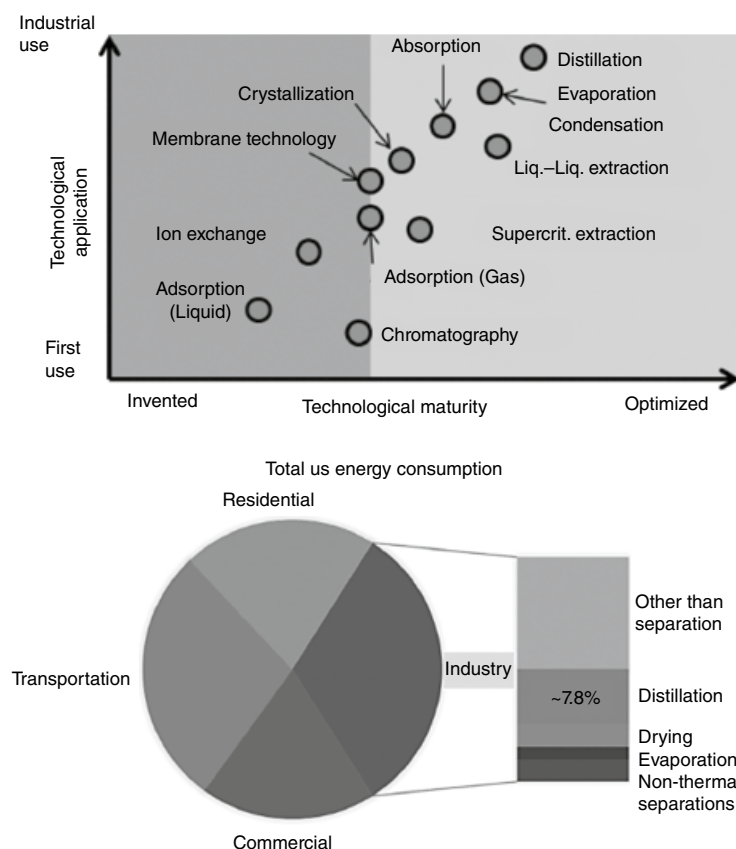 Industrial
use
Absorption
Distillation
Crystallization
Evaporation
Membrane technology
Condensation
Liq.–Liq. extraction
Technological
application
Ion exchange
Supercrit. extraction
Adsorption (Gas)
Adsorption
(Liquid)
Chromatography
First
use
Invented
Technological maturity
Optimized
Total us energy consumption
Residential
Other than
separation
Transportation
Industry
~7.8%
Distillation
Drying
Evaporation
Non-therma
separations
Commercial